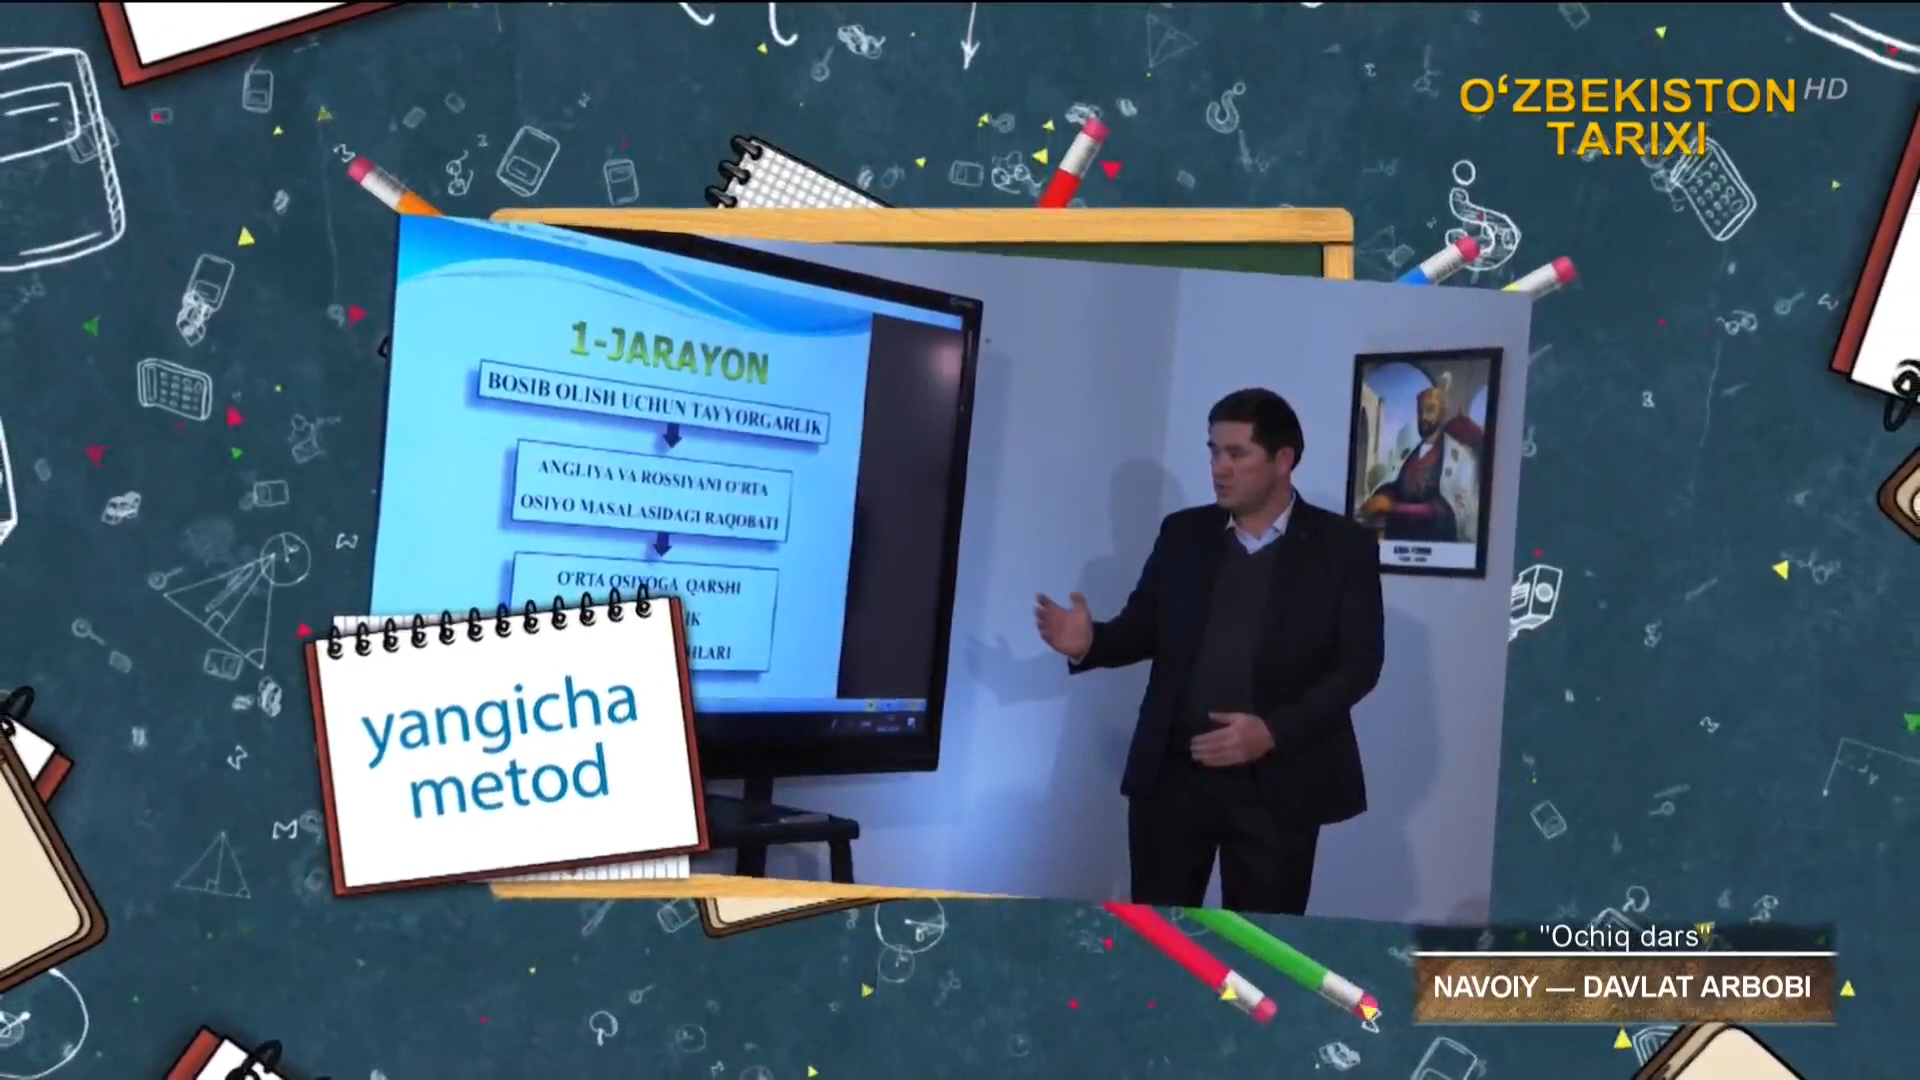 O‘ZBEKISTON HD
TARIXI
1-JARAYON
BOSIB OLISH UCHUN TAYYORGARLIK
ANGLIYA VA ROSSIYANI O'RTA
OSIYO MASALASIDAGI RAQOBATI
O'RTA OSIYOGA QARSHI
yangicha
metod
"Ochiq dars"
NAVOIY — DAVLAT ARBOBI